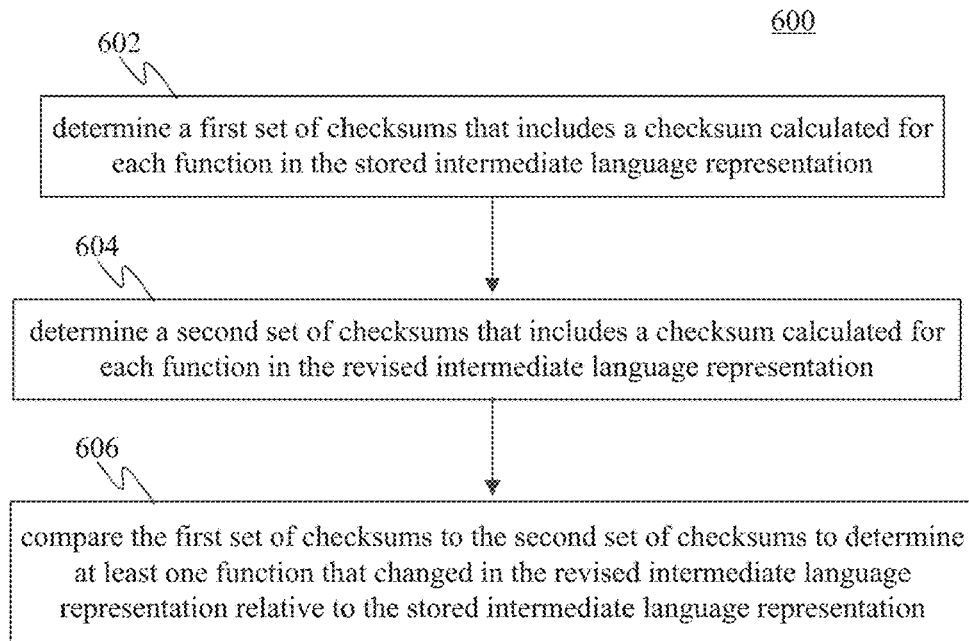 600
602
determine a first set of checksums that includes a checksum calculated for
each function in the stored intermediate language representation
604
determine a second set of checksums that includes a checksum calculated for
each function in the revised intermediate language representation
606
compare the first set of checksums to the second set of checksums to determine
at least one function that changed in the revised intermediate language
representation relative to the stored intermediate language representation